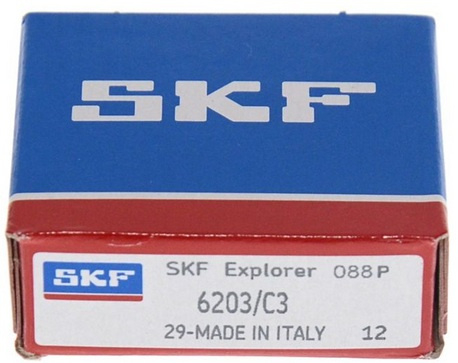 SKF
SKF
SKF Explorer 088P
6203/C3
29-MADE IN ITALY 12